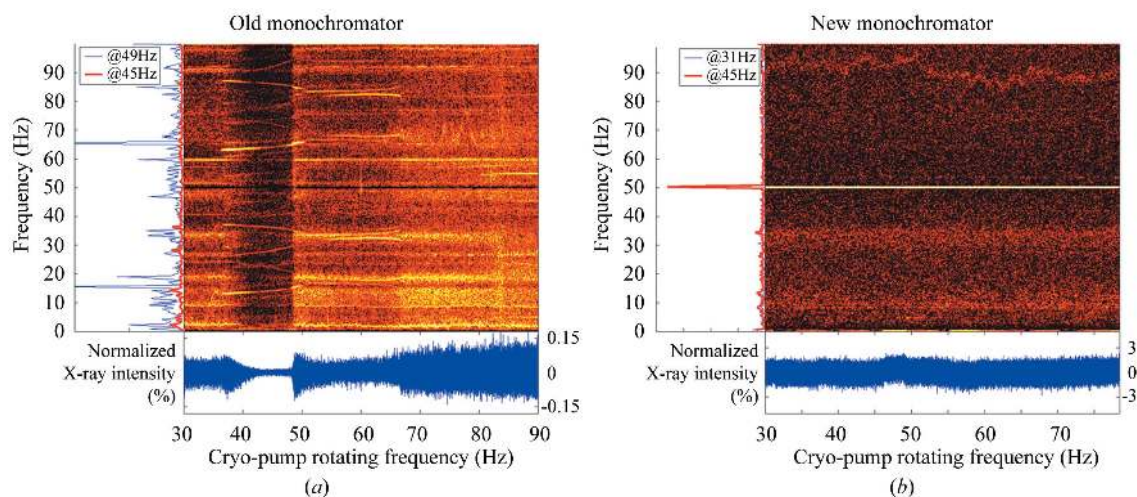 Old monochromator
@49Hz
@45Hz
90
80
70
60
50
40
30
20
10
0
Frequency (Hz)
Normalized
X-ray intensity
(%)
0.15
0
-0.15
30 40 50 60 70 80 90
Cryo-pump rotating frequency (Hz)
(a)
New monochromator
@31Hz
@45Hz
90
80
70
60
50
40
30
20
10
0
Frequency (Hz)
Normalized
X-ray intensity
(%)
3
0
-3
30 40 50 60 70
Cryo-pump rotating frequency (Hz)
(b)